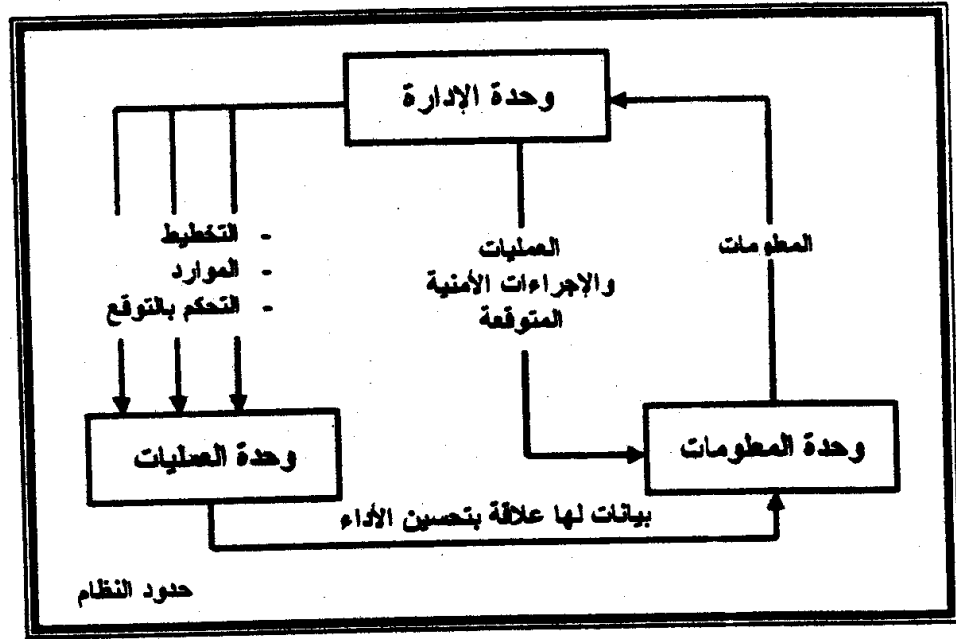 وحدة الإدارة
- التخطيط
- الموارد
- التحكم بالتوقع
العمليات
والإجراءات الأمنية
المتوقعة
المعلومات
وحدة العمليات
وحدة المعلومات
بيانات لها علاقة بتحسين الأداء
حدود النظام